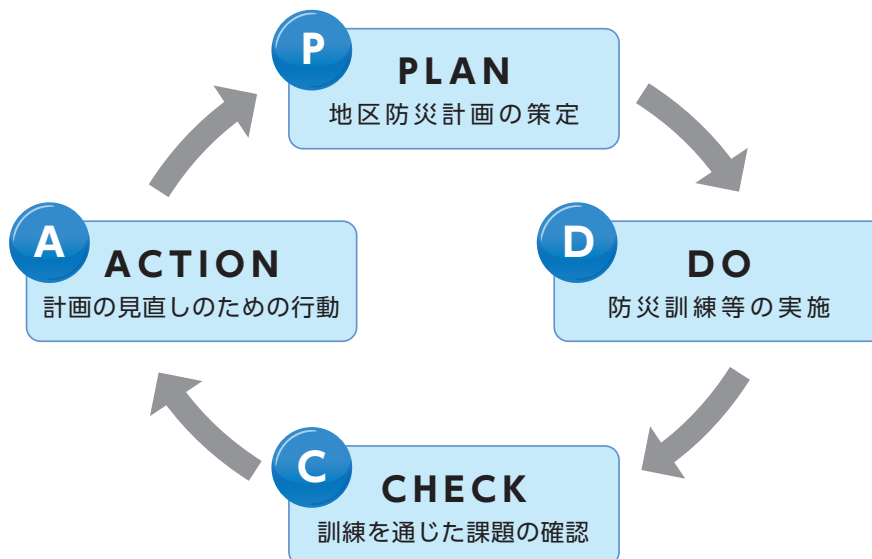 P
PLAN
地区防災計画の策定
D
DO
防災訓練等の実施
C
CHECK
訓練を通じた課題の確認
A
ACTION
計画の見直しのための行動